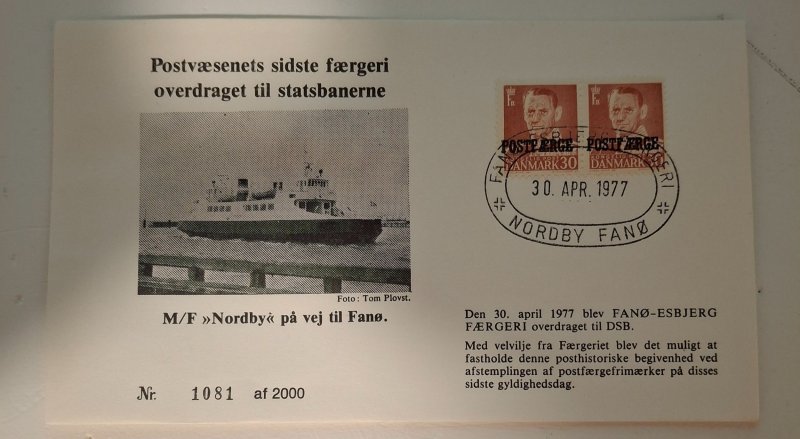 Postvæsenets sidste færgeri
overdraget til statsbanerne
Foto: Tom Plovst.
M/F »Nordby« på vej til Fanø.
Nr. 1081 af 2000
POSTFÆRGE POSTFÆRGE
DANMARK 30 DANMARK
FANØ-ESBJERG FÆRGERI
30. APR. 1977
NORDBY FANØ
Den 30. april 1977 blev FANØ-ESBJERG
FÆRGERI overdraget til DSB.
Med velvilje fra Færgeriet blev det muligt at
fastholde denne posthistoriske begivenhed ved
afstemplingen af postfærgefrimærker på disses
sidste gyldighedsdag.